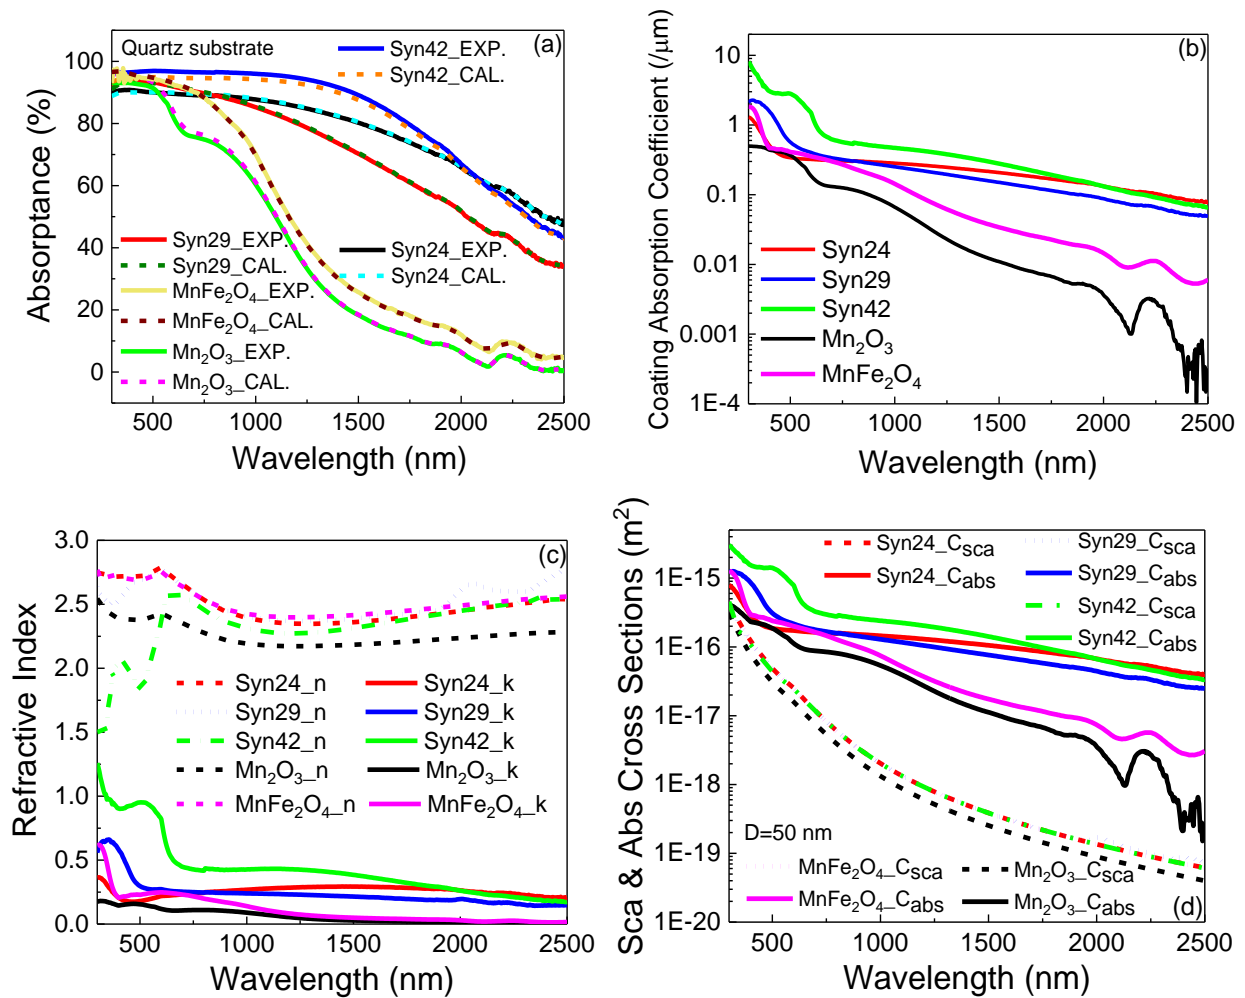 Quartz substrate
Syn42_EXP.
Syn42_CAL.
(a)
100
80
60
40
20
0
Absorptance (%)
Syn29_EXP.
Syn29_CAL.
MnFe2O4_EXP.
MnFe2O4_CAL.
Mn2O3_EXP.
Mn2O3_CAL.
Syn24_EXP.
Syn24_CAL.
500 1000 1500 2000 2500
Wavelength (nm)
(b)
10
1
0.1
0.01
0.001
1E-4
Coating Absorption Coefficient (/μm)
Syn24
Syn29
Syn42
Mn2O3
MnFe2O4
500 1000 1500 2000 2500
Wavelength (nm)
(c)
3.0
2.5
2.0
1.5
1.0
0.5
0.0
Refractive Index
Syn24_n Syn24_k
Syn29_n Syn29_k
Syn42_n Syn42_k
Mn2O3_n Mn2O3_k
MnFe2O4_n MnFe2O4_k
500 1000 1500 2000 2500
Wavelength (nm)
Sca & Abs Cross Sections (m2)
1E-15
1E-16
1E-17
1E-18
1E-19
1E-20
Syn24_Csca
Syn24_Cabs
Syn29_Csca
Syn29_Cabs
Syn42_Csca
Syn42_Cabs
D=50 nm
MnFe2O4_Csca Mn2O3_Csca
MnFe2O4_Cabs Mn2O3_Cabs
(d)
500 1000 1500 2000 2500
Wavelength (nm)